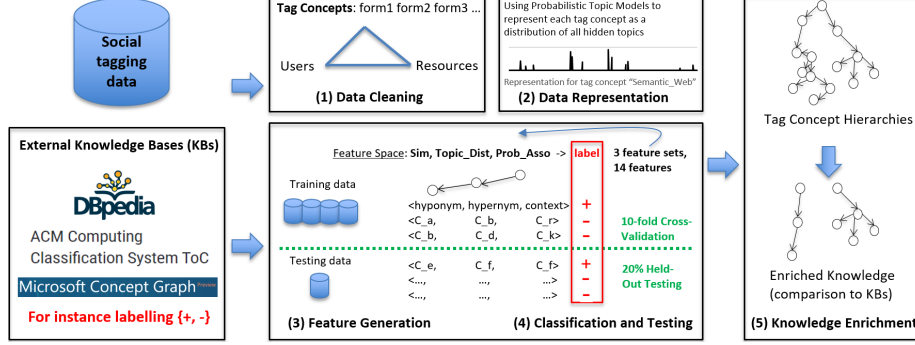 Social
tagging
data
Tag Concepts: form1 form2 form3 ...
Users
Resources
(1) Data Cleaning
Using Probabilistic Topic Models to
represent each tag concept as a
distribution of all hidden topics
Representation for tag concept "Semantic_Web"
(2) Data Representation
Tag Concept Hierarchies
External Knowledge Bases (KBs)
DBpedia
ACM Computing
Classification System ToC
Microsoft Concept Graph Preview
For instance labelling {+, -}
Feature Space: Sim, Topic_Dist, Prob_Asso -> label
3 feature sets,
14 features
Training data
<hyponym, hypernym, context> +
<C_a, C_b, C_r> -
<C_b, C_d, C_k> -
10-fold Cross-
Validation
Testing data
<C_e, C_f, C_f> +
<..., ..., ...> -
<..., ..., ...> -
20% Held-
Out Testing
(3) Feature Generation
(4) Classification and Testing
Enriched Knowledge
(comparison to KBs)
(5) Knowledge Enrichment